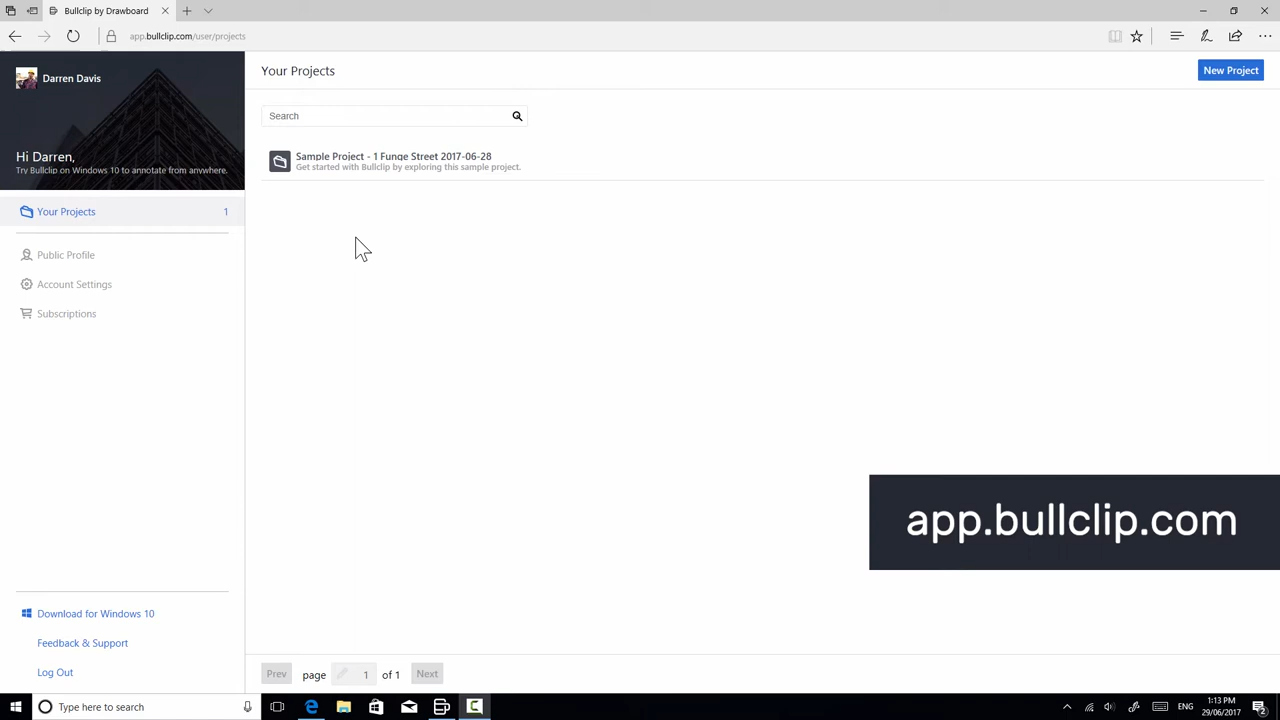 Bullclip by Drawboard
app.bullclip.com/user/projects
Darren Davis
Hi Darren,
Try Bullclip on Windows 10 to annotate from anywhere.
Your Projects 1
Public Profile
Account Settings
Subscriptions
Download for Windows 10
Feedback & Support
Log Out
Your Projects
New Project
Search
Sample Project - 1 Funge Street 2017-06-28
Get started with Bullclip by exploring this sample project.
app.bullclip.com
Prev page 1 of 1 Next
Type here to search
ENG
1:13 PM
29/06/2017
2